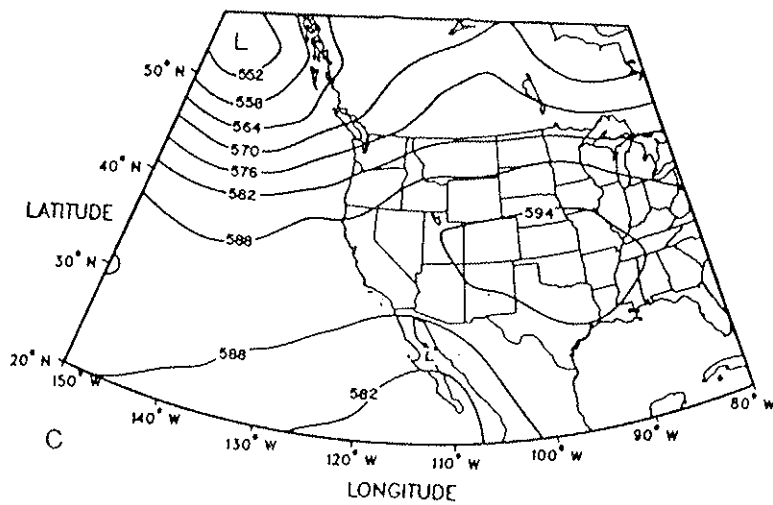 L
50° N
552
558
564
570
576
40° N
582
LATITUDE
594
588
30° N
588
L
20° N
582
150° W
140° W
130° W
120° W
110° W
100° W
90° W
80° W
C
LONGITUDE